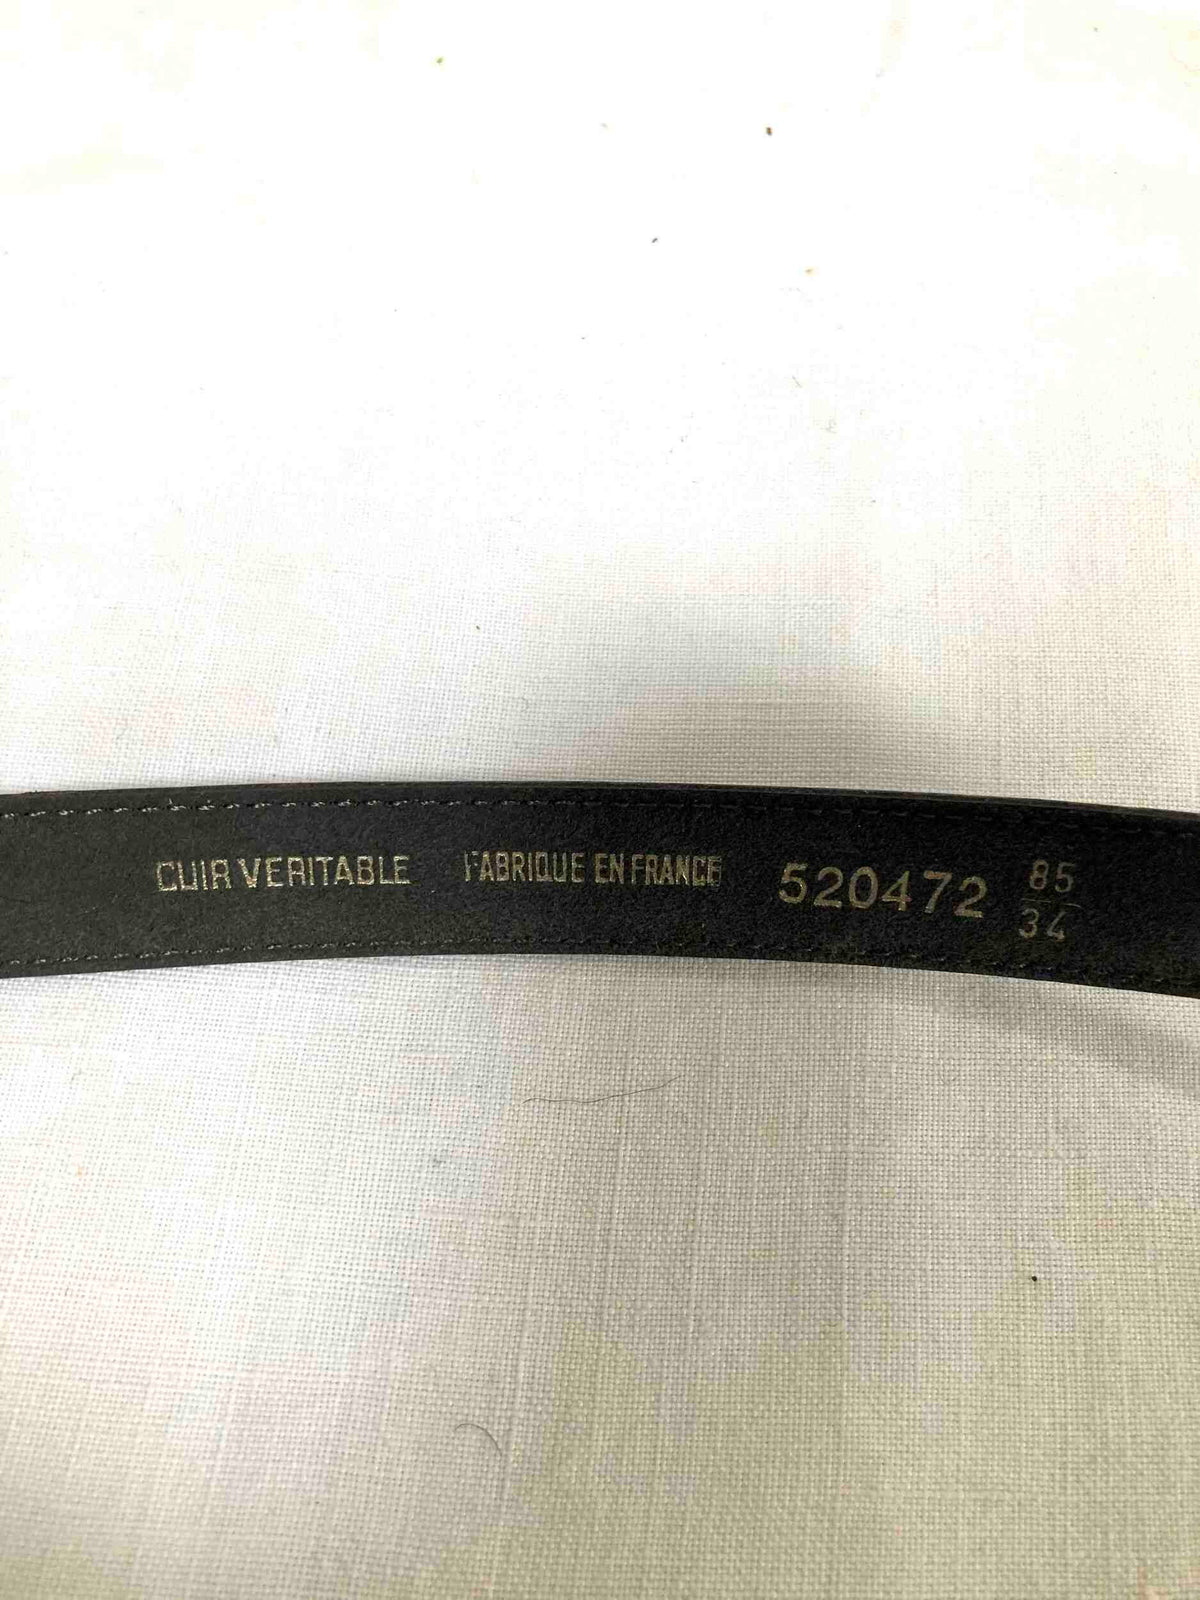 CUIR VERITABLE FABRIQUE EN FRANCE 520472 85
34